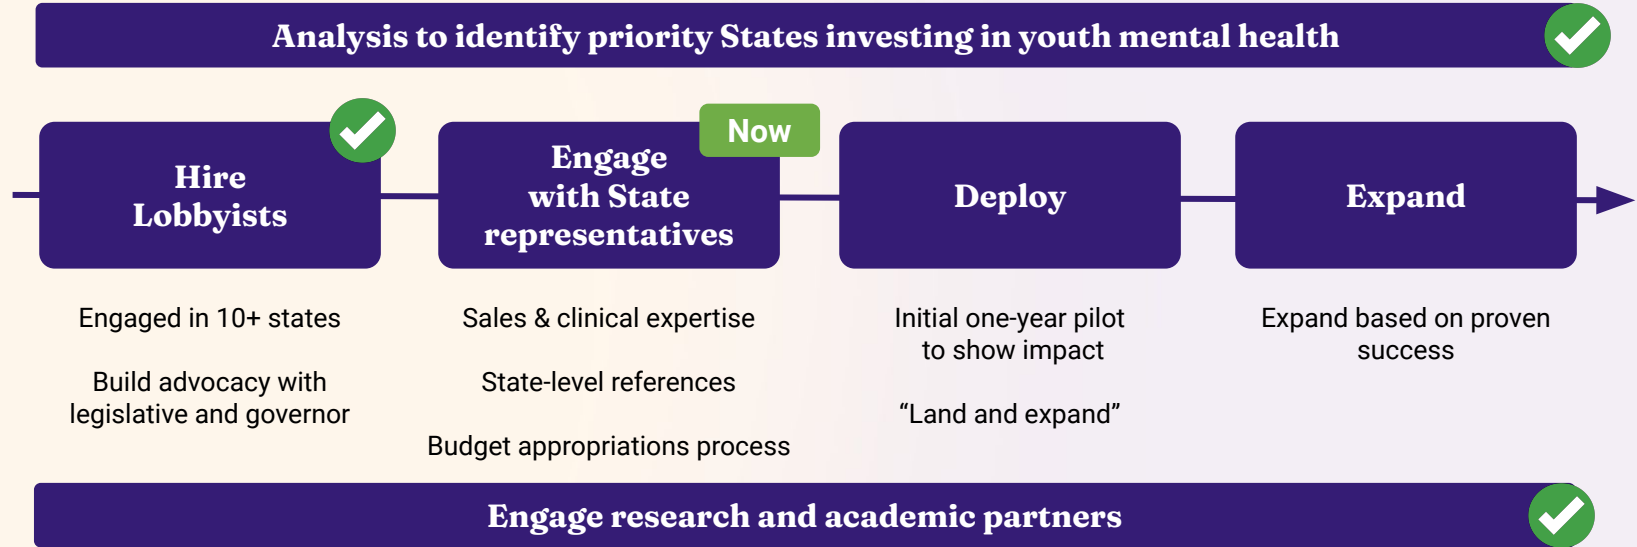 Analysis to identify priority States investing in youth mental health
Hire
Lobbyists
Engaged in 10+ states
Build advocacy with
legislative and governor
Now
Engage
with State
representatives
Sales & clinical expertise
State-level references
Budget appropriations process
Deploy
Initial one-year pilot
to show impact
“Land and expand”
Expand
Expand based on proven
success
Engage research and academic partners